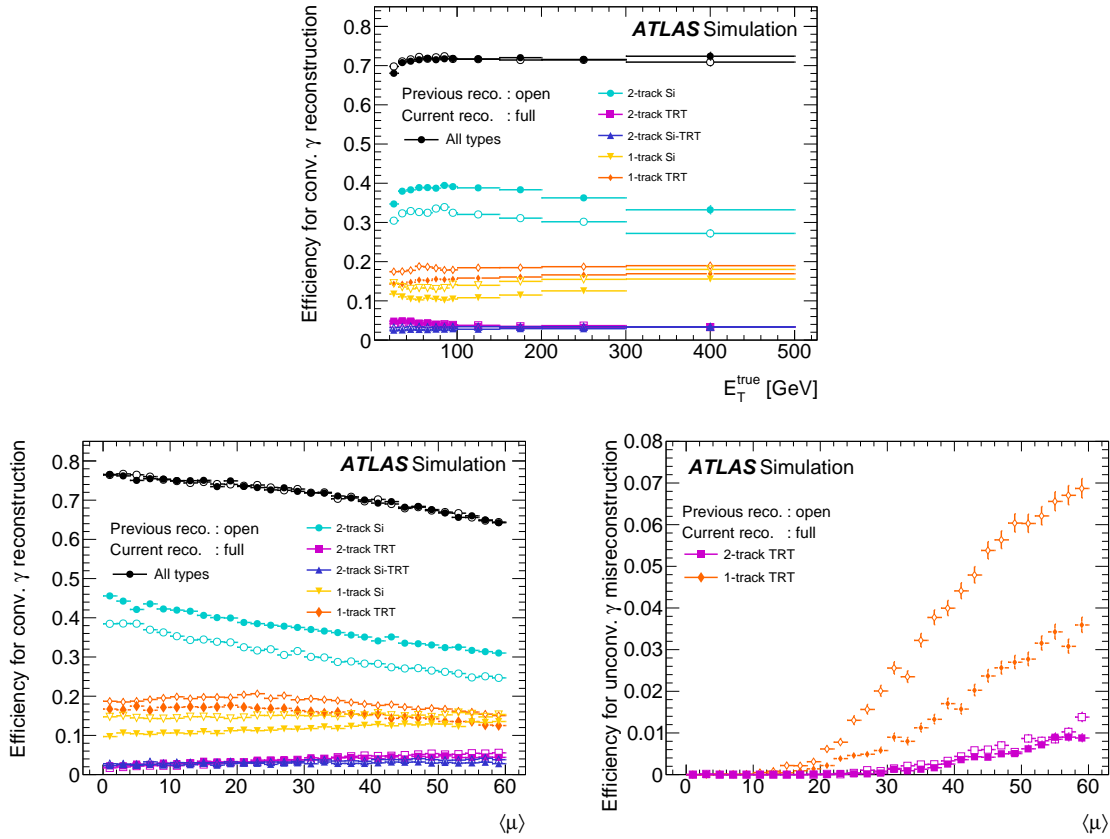 ATLAS Simulation
Efficiency for conv. γ reconstruction
0.8
0.7
0.6
0.5
0.4
0.3
0.2
0.1
0
Previous reco. : open
Current reco. : full
All types
2-track Si
2-track TRT
2-track Si-TRT
1-track Si
1-track TRT
100 200 300 400 500
E_T^true [GeV]
ATLAS Simulation
Efficiency for conv. γ reconstruction
0.8
0.7
0.6
0.5
0.4
0.3
0.2
0.1
0
Previous reco. : open
Current reco. : full
All types
2-track Si
2-track TRT
2-track Si-TRT
1-track Si
1-track TRT
0 10 20 30 40 50 60
⟨μ⟩
ATLAS Simulation
Efficiency for unconv. γ misreconstruction
0.08
0.07
0.06
0.05
0.04
0.03
0.02
0.01
0
Previous reco. : open
Current reco. : full
2-track TRT
1-track TRT
0 10 20 30 40 50 60
⟨μ⟩